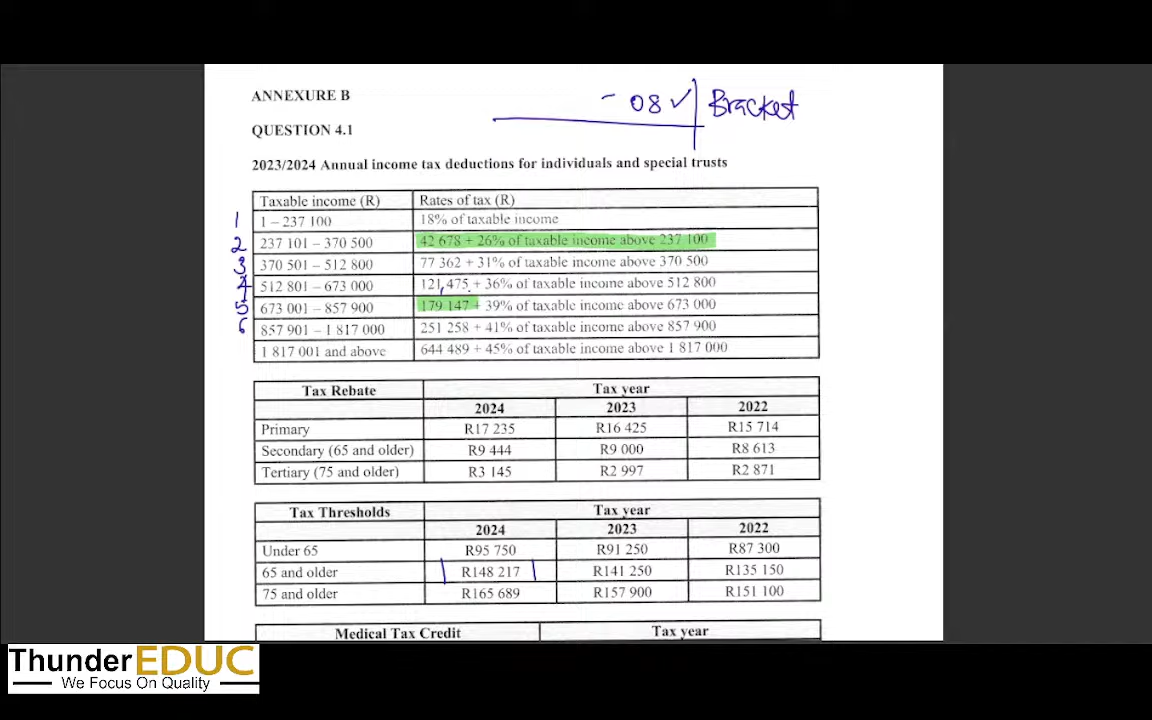 ANNEXURE B
- 08 ✓ Bracket
QUESTION 4.1
2023/2024 Annual income tax deductions for individuals and special trusts
Taxable income (R) Rates of tax (R)
1 1 – 237 100 18% of taxable income
2 237 101 – 370 500 42 678 + 26% of taxable income above 237 100
3 370 501 – 512 800 77 362 + 31% of taxable income above 370 500
4 512 801 – 673 000 121,475 + 36% of taxable income above 512 800
5 673 001 – 857 900 179 147 + 39% of taxable income above 673 000
6 857 901 – 1 817 000 251 258 + 41% of taxable income above 857 900
1 817 001 and above 644 489 + 45% of taxable income above 1 817 000
Tax Rebate Tax year
2024 2023 2022
Primary R17 235 R16 425 R15 714
Secondary (65 and older) R9 444 R9 000 R8 613
Tertiary (75 and older) R3 145 R2 997 R2 871
Tax Thresholds Tax year
2024 2023 2022
Under 65 R95 750 R91 250 R87 300
65 and older R148 217 R141 250 R135 150
75 and older R165 689 R157 900 R151 100
Medical Tax Credit Tax year
ThunderEDUC
We Focus On Quality